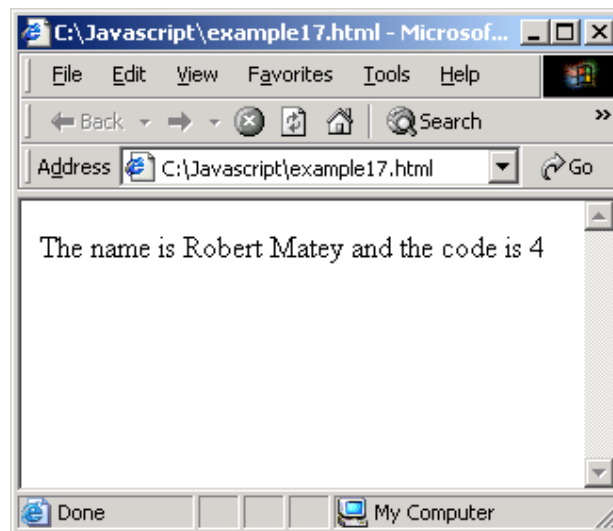 C:\Javascript\example17.html - Microsof...
File Edit View Favorites Tools Help
Back Search »
Address C:\Javascript\example17.html Go
The name is Robert Matey and the code is 4
Done My Computer